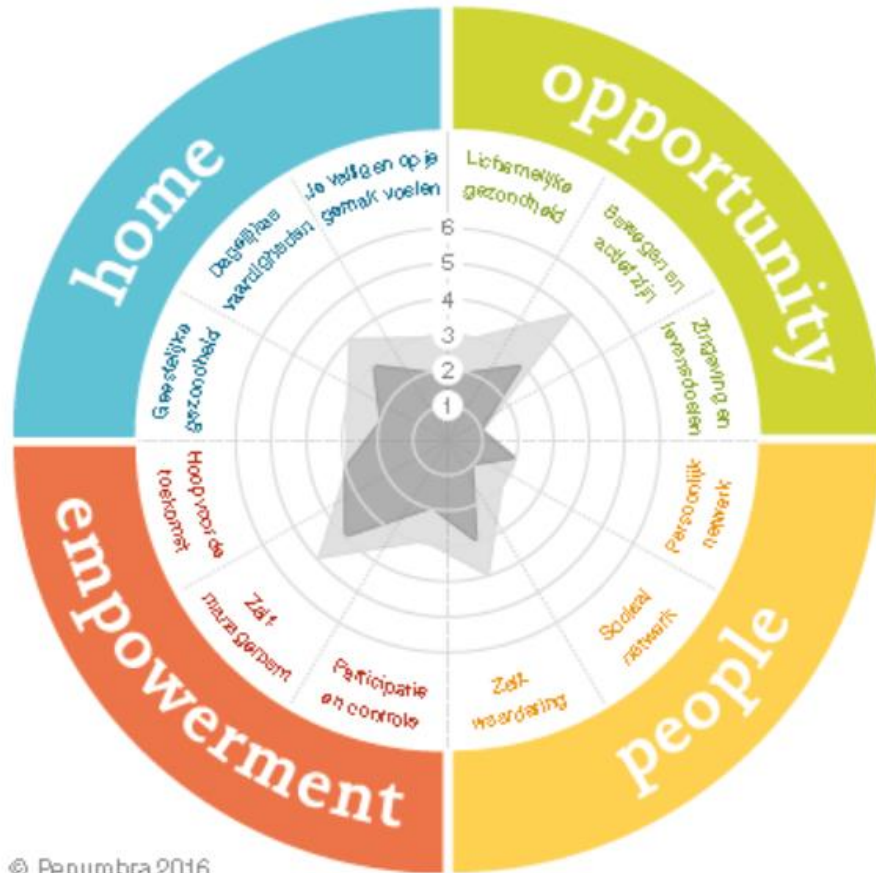 home
opportunity
Je veilig en op je
gemak voelen
Lichamelijke
gezondheid
Dagelijkse
vaardigheden
Bewegen en
actief zijn
Geestelijke
gezondheid
Zingeving en
levensdoelen
6
5
4
3
2
1
Hoop voor de
toekomst
Persoonlijk
netwerk
Zelf-
management
Sociaal
netwerk
Participatie
en controle
Zelf-
waardering
empowerment
people
© Penumbra 2016